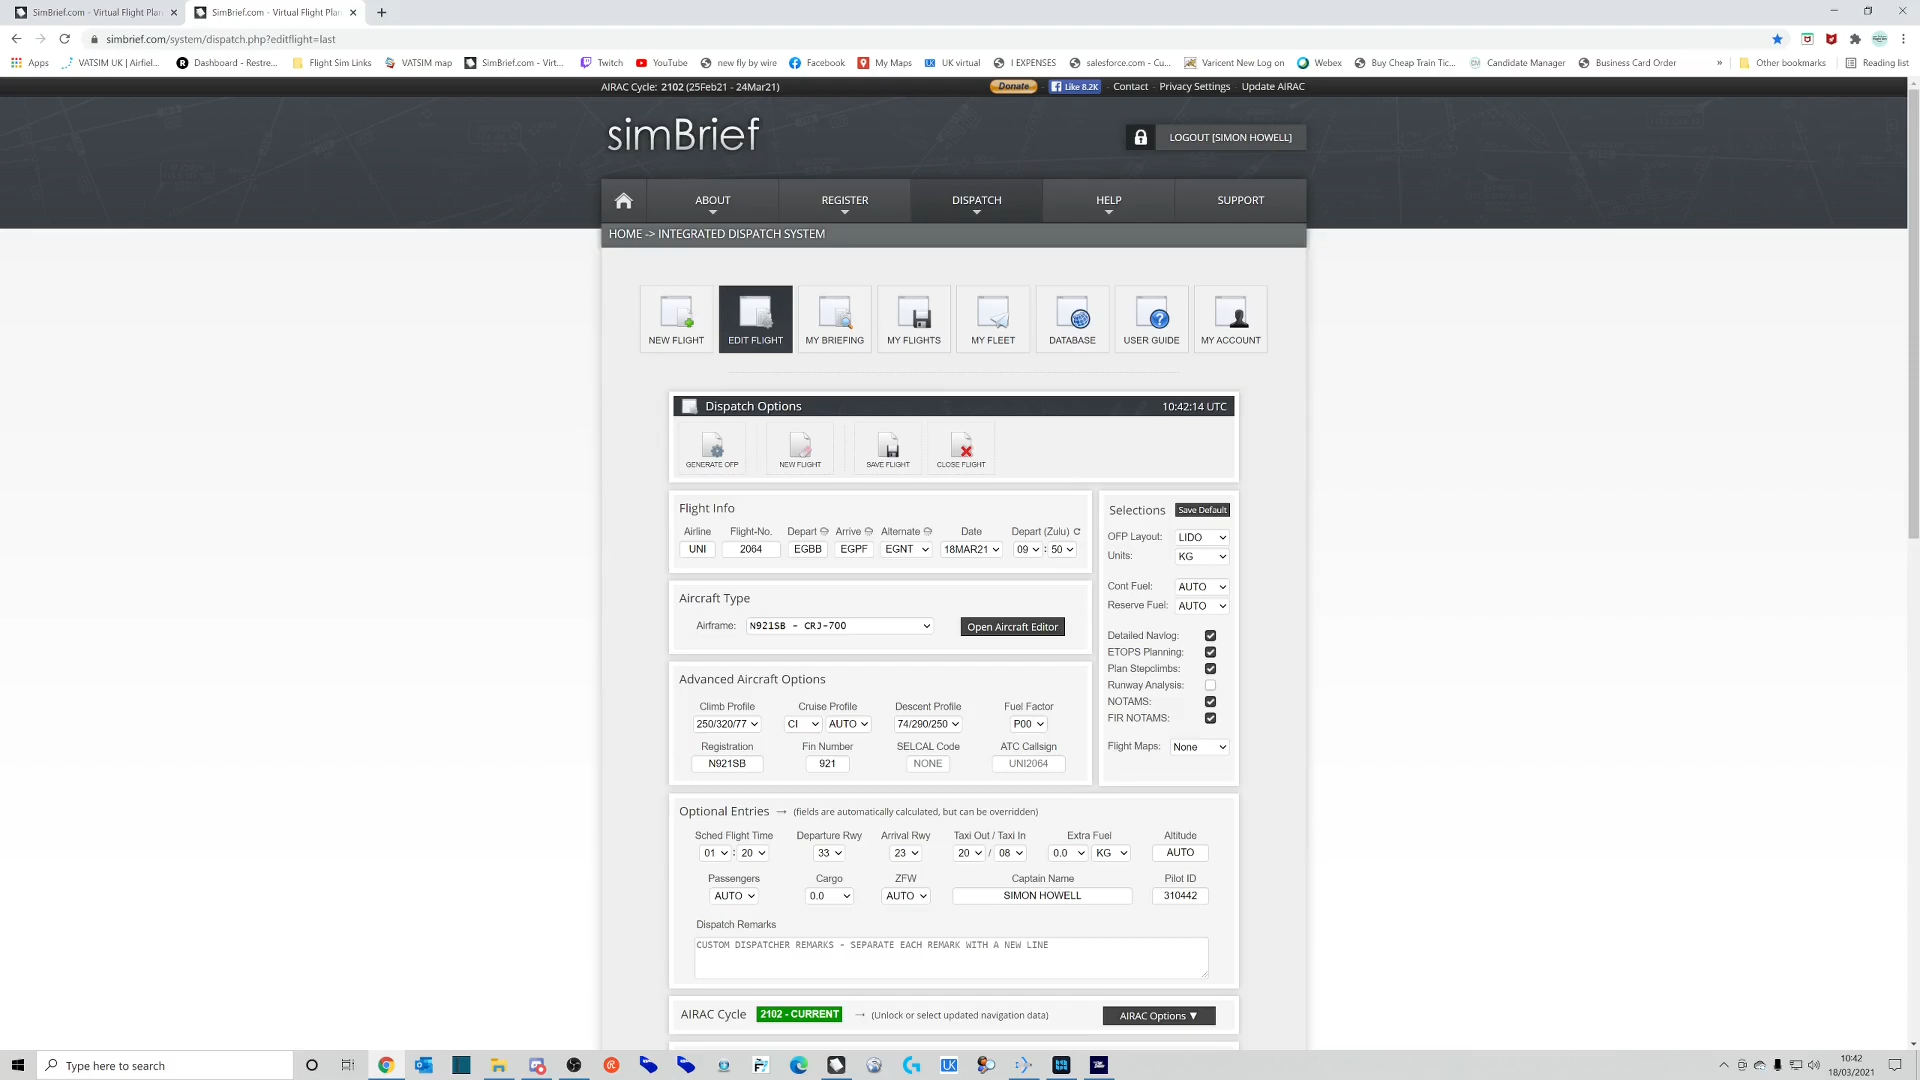 SimBrief.com - Virtual Flight Plan
SimBrief.com - Virtual Flight Plan
simbrief.com/system/dispatch.php?editflight=last
Apps
VATSIM UK | Airfiel...
Dashboard - Restre...
Flight Sim Links
VATSIM map
SimBrief.com - Virt...
Twitch
YouTube
new fly by wire
Facebook
My Maps
UK virtual
I EXPENSES
salesforce.com - Cu...
Varicent New Log on
Webex
Buy Cheap Train Tic...
Candidate Manager
Business Card Order
»
Other bookmarks
Reading list
AIRAC Cycle: 2102 (25Feb21 - 24Mar21)
Donate - Like 8.2K - Contact - Privacy Settings - Update AIRAC
simBrief
LOGOUT [SIMON HOWELL]
ABOUT
REGISTER
DISPATCH
HELP
SUPPORT
HOME -> INTEGRATED DISPATCH SYSTEM
NEW FLIGHT
EDIT FLIGHT
MY BRIEFING
MY FLIGHTS
MY FLEET
DATABASE
USER GUIDE
MY ACCOUNT
Dispatch Options
10:42:14 UTC
GENERATE OFP
NEW FLIGHT
SAVE FLIGHT
CLOSE FLIGHT
Flight Info
Airline Flight-No. Depart Arrive Alternate Date Depart (Zulu)
UNI 2064 EGBB EGPF EGNT 18MAR21 09 : 50
Selections
Save Default
OFP Layout: LIDO
Units: KG
Cont Fuel: AUTO
Reserve Fuel: AUTO
Detailed Navlog:
ETOPS Planning:
Plan Stepclimbs:
Runway Analysis:
NOTAMS:
FIR NOTAMS:
Flight Maps: None
Aircraft Type
Airframe: N921SB - CRJ-700
Open Aircraft Editor
Advanced Aircraft Options
Climb Profile Cruise Profile Descent Profile Fuel Factor
250/320/77 CI AUTO 74/290/250 P00
Registration Fin Number SELCAL Code ATC Callsign
N921SB 921 NONE UNI2064
Optional Entries → (fields are automatically calculated, but can be overridden)
Sched Flight Time Departure Rwy Arrival Rwy Taxi Out / Taxi In Extra Fuel Altitude
01 : 20 33 23 20 / 08 0.0 KG AUTO
Passengers Cargo ZFW Captain Name Pilot ID
AUTO 0.0 AUTO SIMON HOWELL 310442
Dispatch Remarks
CUSTOM DISPATCHER REMARKS - SEPARATE EACH REMARK WITH A NEW LINE
AIRAC Cycle 2102 - CURRENT → (Unlock or select updated navigation data)
AIRAC Options ▼
Type here to search
UK
10:42
18/03/2021